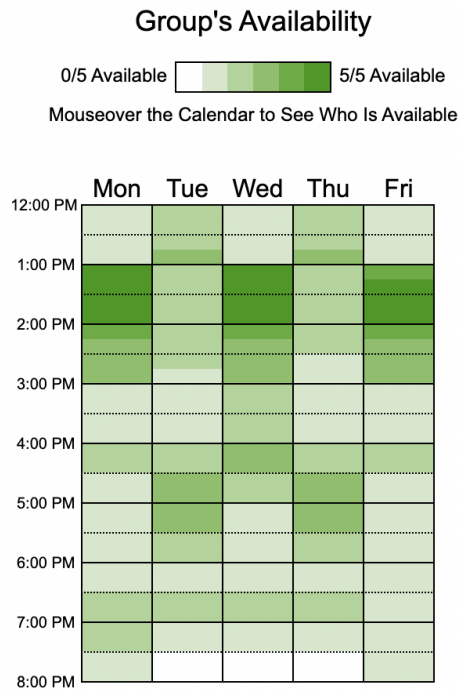 Group's Availability
0/5 Available 5/5 Available
Mouseover the Calendar to See Who Is Available
Mon Tue Wed Thu Fri
12:00 PM
1:00 PM
2:00 PM
3:00 PM
4:00 PM
5:00 PM
6:00 PM
7:00 PM
8:00 PM